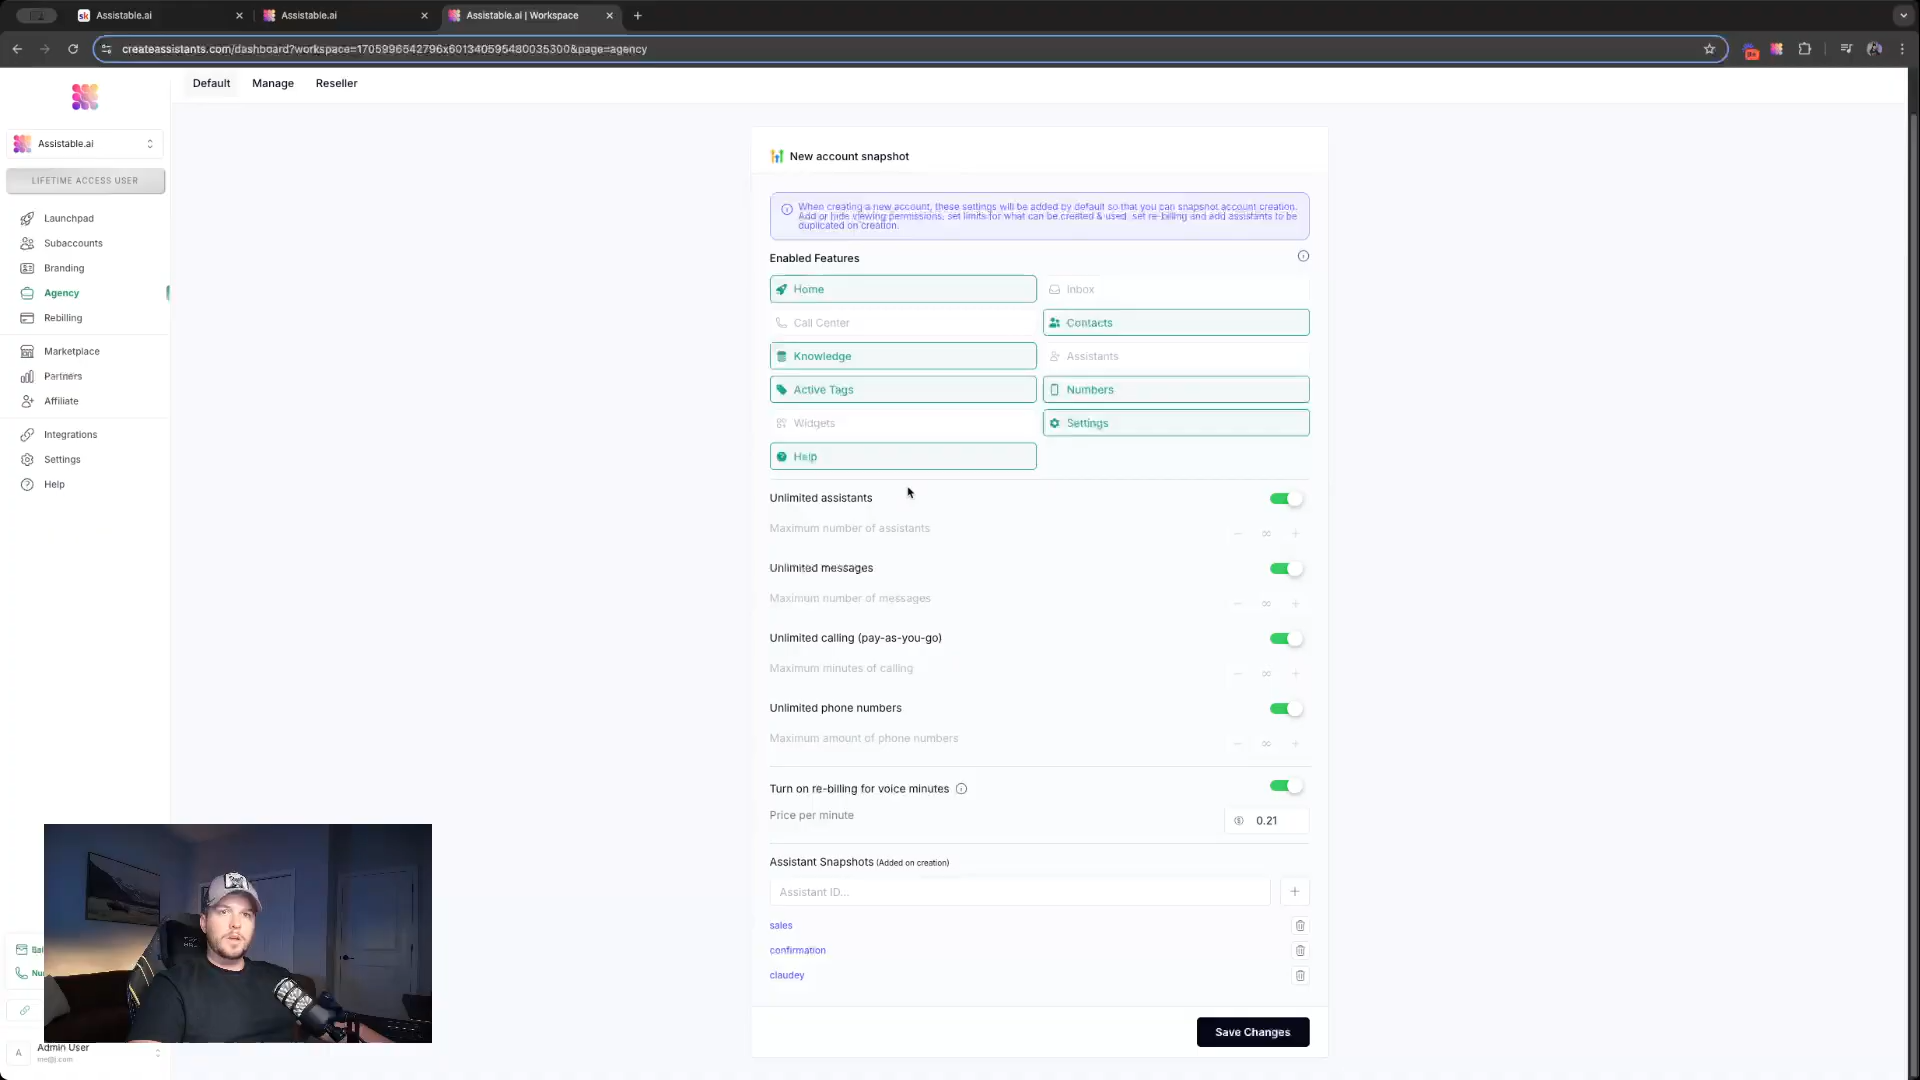 Assistable.ai
Assistable.ai
Assistable.ai | Workspace
createassistants.com/dashboard?workspace=1705996542796x601340595480035300&page=agency
Default
Manage
Reseller
Assistable.ai
LIFETIME ACCESS USER
Launchpad
Subaccounts
Branding
Agency
Rebilling
Marketplace
Partners
Affiliate
Integrations
Settings
Help
Admin User
New account snapshot
When creating a new account, these settings will be added by default so that you can snapshot account creation.
Add or hide viewing permissions, set limits for what can be created & used, set re-billing and add assistants to be
duplicated on creation.
Enabled Features
Home
Inbox
Call Center
Contacts
Knowledge
Assistants
Active Tags
Numbers
Widgets
Settings
Help
Unlimited assistants
Maximum number of assistants
− ∞ +
Unlimited messages
Maximum number of messages
− ∞ +
Unlimited calling (pay-as-you-go)
Maximum minutes of calling
− ∞ +
Unlimited phone numbers
Maximum amount of phone numbers
− ∞ +
Turn on re-billing for voice minutes
Price per minute
0.21
Assistant Snapshots (Added on creation)
Assistant ID...
sales
confirmation
claudey
Save Changes